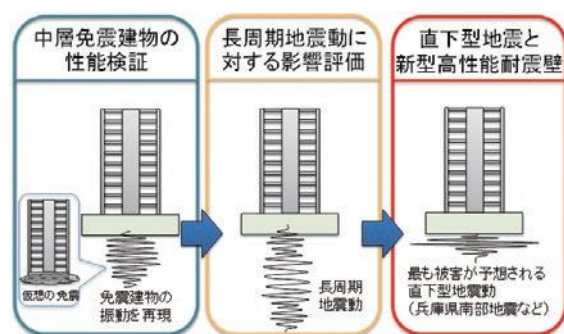 中層免震建物の
性能検証
仮想の免震
免震建物の
振動を再現
長周期地震動に
対する影響評価
長周期
地震動
直下型地震と
新型高性能耐震壁
最も被害が予想される
直下型地震動
(兵庫県南部地震など)